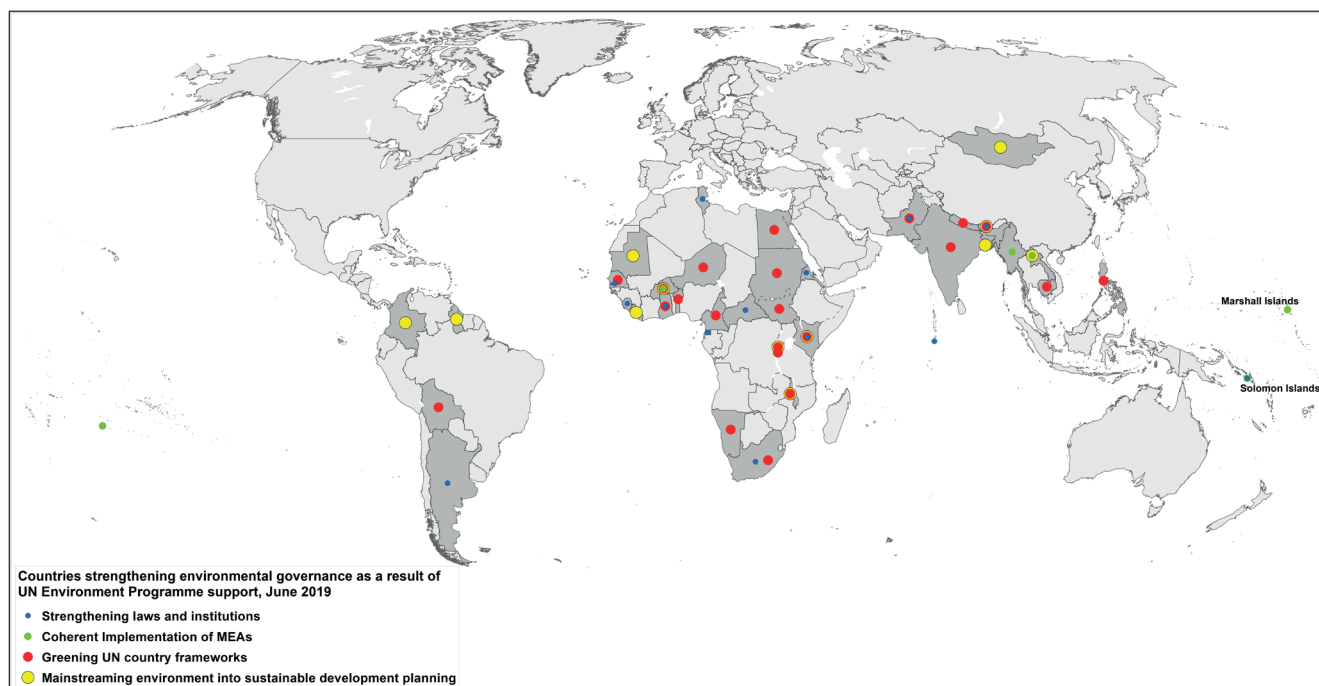 Marshall Islands
Solomon Islands
Countries strengthening environmental governance as a result of
UN Environment Programme support, June 2019
Strengthening laws and institutions
Coherent Implementation of MEAs
Greening UN country frameworks
Mainstreaming environment into sustainable development planning